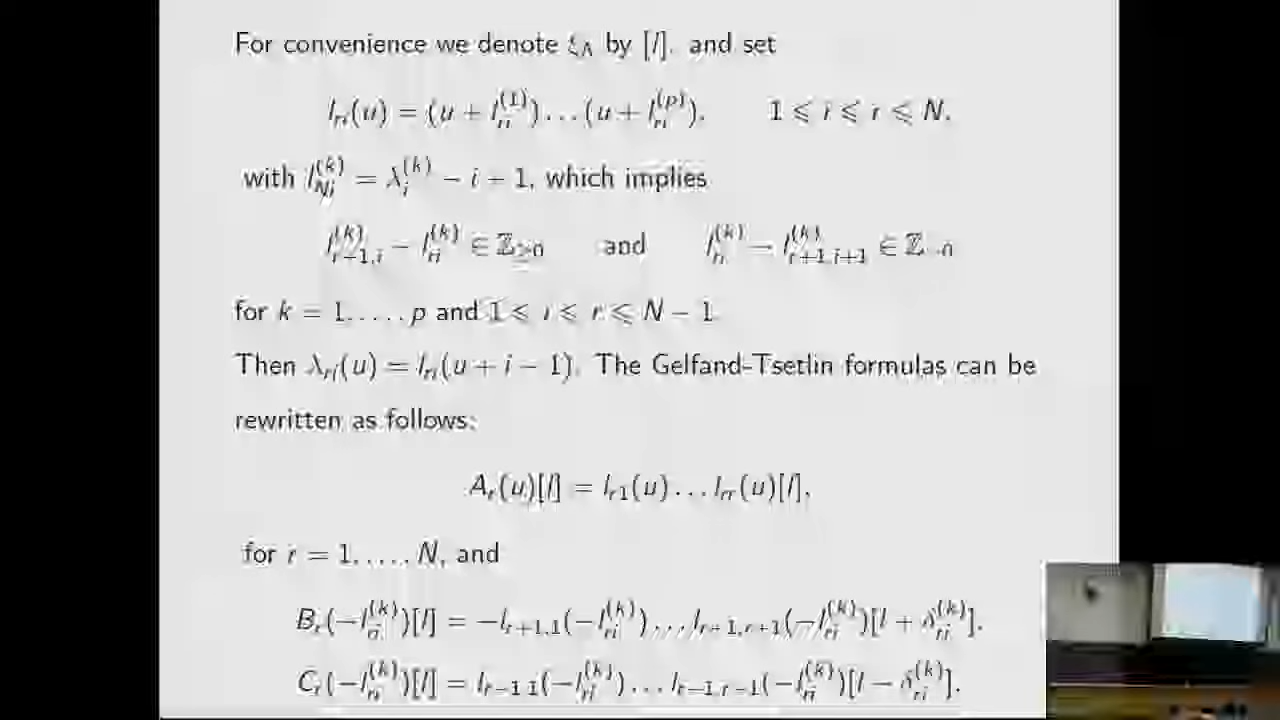 For convenience we denote ξ_Λ by [l], and set
l_{ri}(u) = (u + l_{ri}^{(1)}) ... (u + l_{ri}^{(p)}), 1 ⩽ i ⩽ r ⩽ N,
with l_{Ni}^{(k)} = λ_i^{(k)} − i + 1, which implies
l_{r+1,i}^{(k)} − l_{ri}^{(k)} ∈ ℤ_{≥0} and l_{ri}^{(k)} − l_{r+1,i+1}^{(k)} ∈ ℤ
for k = 1, ..., p and 1 ⩽ i ⩽ r ⩽ N − 1.
Then λ_{ri}(u) = l_{ri}(u + i − 1). The Gelfand-Tsetlin formulas can be
rewritten as follows:
A_r(u)[l] = l_{r1}(u) ... l_{rr}(u)[l],
for r = 1, ..., N, and
B_r(−l_{ri}^{(k)})[l] = −l_{r+1,1}(−l_{ri}^{(k)}) ... l_{r+1,r+1}(−l_{ri}^{(k)})[l + δ_{ri}^{(k)}],
C_r(−l_{ri}^{(k)})[l] = l_{r−1,1}(−l_{ri}^{(k)}) ... l_{r−1,r−1}(−l_{ri}^{(k)})[l − δ_{ri}^{(k)}].